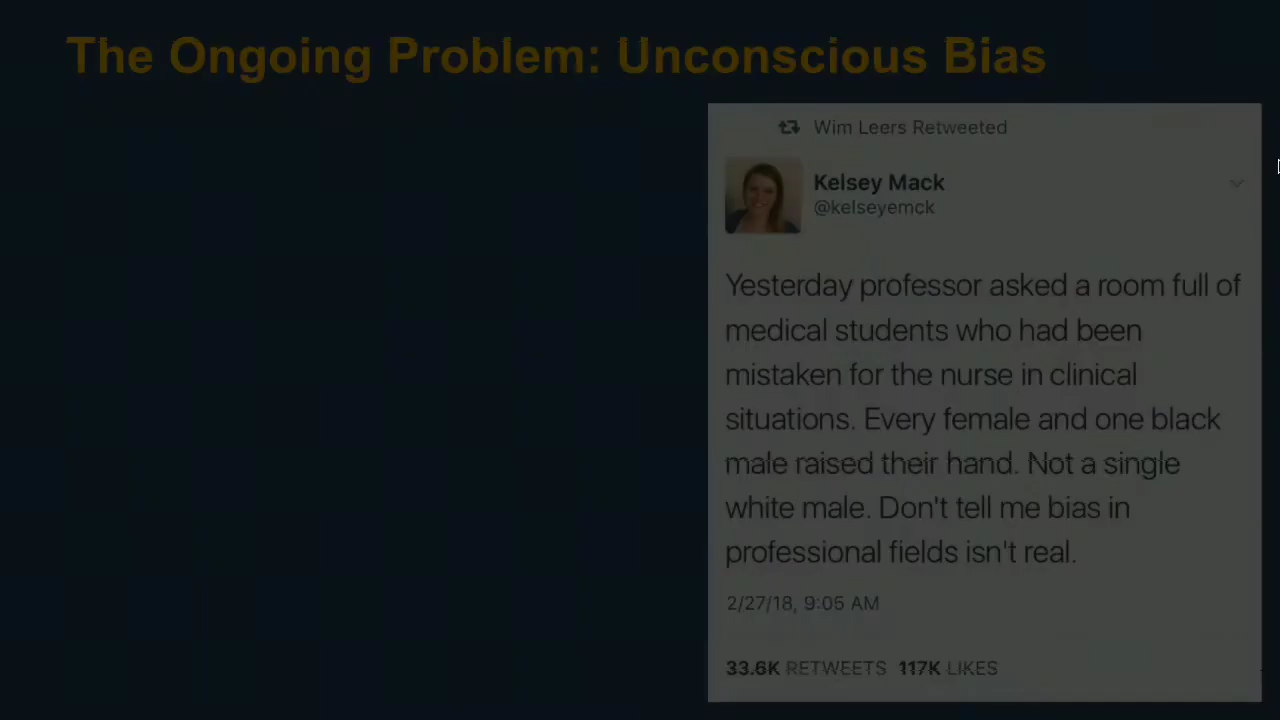 The Ongoing Problem: Unconscious Bias
Wim Leers Retweeted
Kelsey Mack
@kelseyemck
Yesterday professor asked a room full of
medical students who had been
mistaken for the nurse in clinical
situations. Every female and one black
male raised their hand. Not a single
white male. Don't tell me bias in
professional fields isn't real.
2/27/18, 9:05 AM
33.6K RETWEETS 117K LIKES